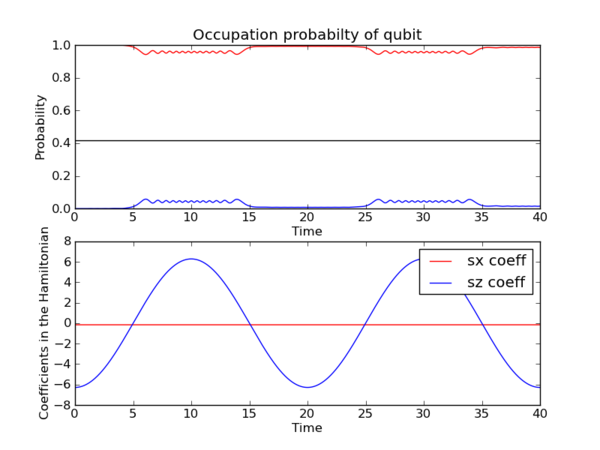 Occupation probabilty of qubit
1.0
0.8
0.6
0.4
0.2
0.0
Probability
0 5 10 15 20 25 30 35 40
Time
8
6
4
2
0
−2
−4
−6
−8
Coefficients in the Hamiltonian
sx coeff
sz coeff
0 5 10 15 20 25 30 35 40
Time